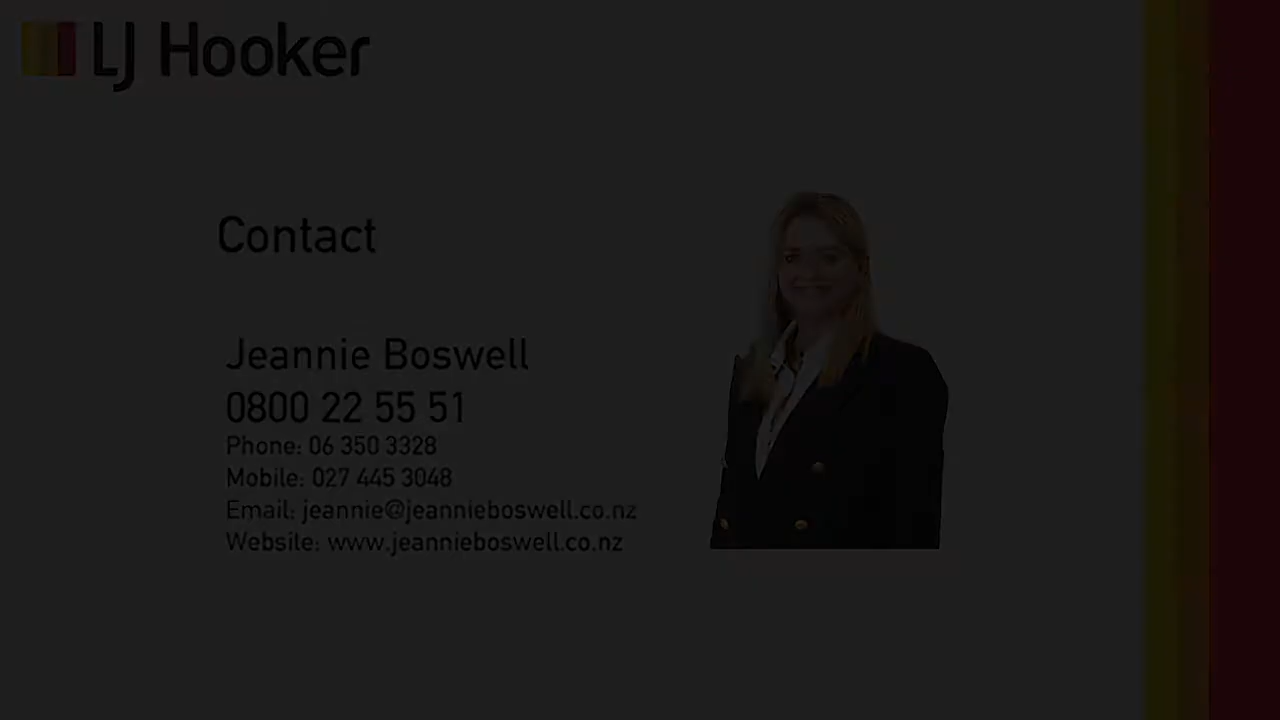 LJ Hooker
Contact
Jeannie Boswell
0800 22 55 51
Phone: 06 350 3328
Mobile: 027 445 3048
Email: jeannie@jeannieboswell.co.nz
Website: www.jeannieboswell.co.nz